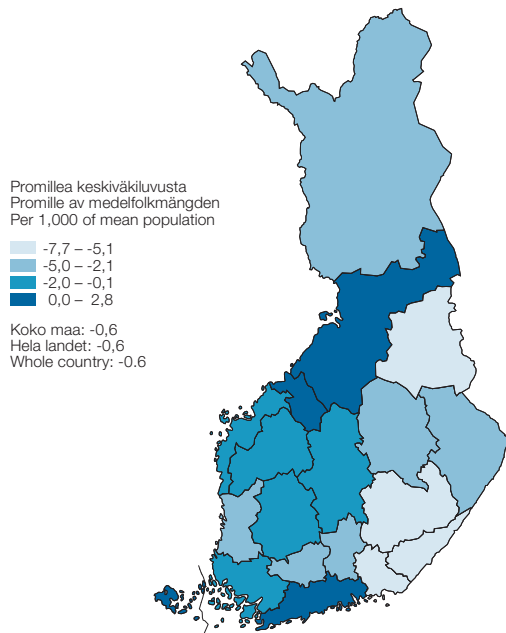 Promillea keskiväkiluvusta
Promille av medelfolkmängden
Per 1,000 of mean population
-7,7 – -5,1
-5,0 – -2,1
-2,0 – -0,1
0,0 – 2,8
Koko maa: -0,6
Hela landet: -0,6
Whole country: -0.6